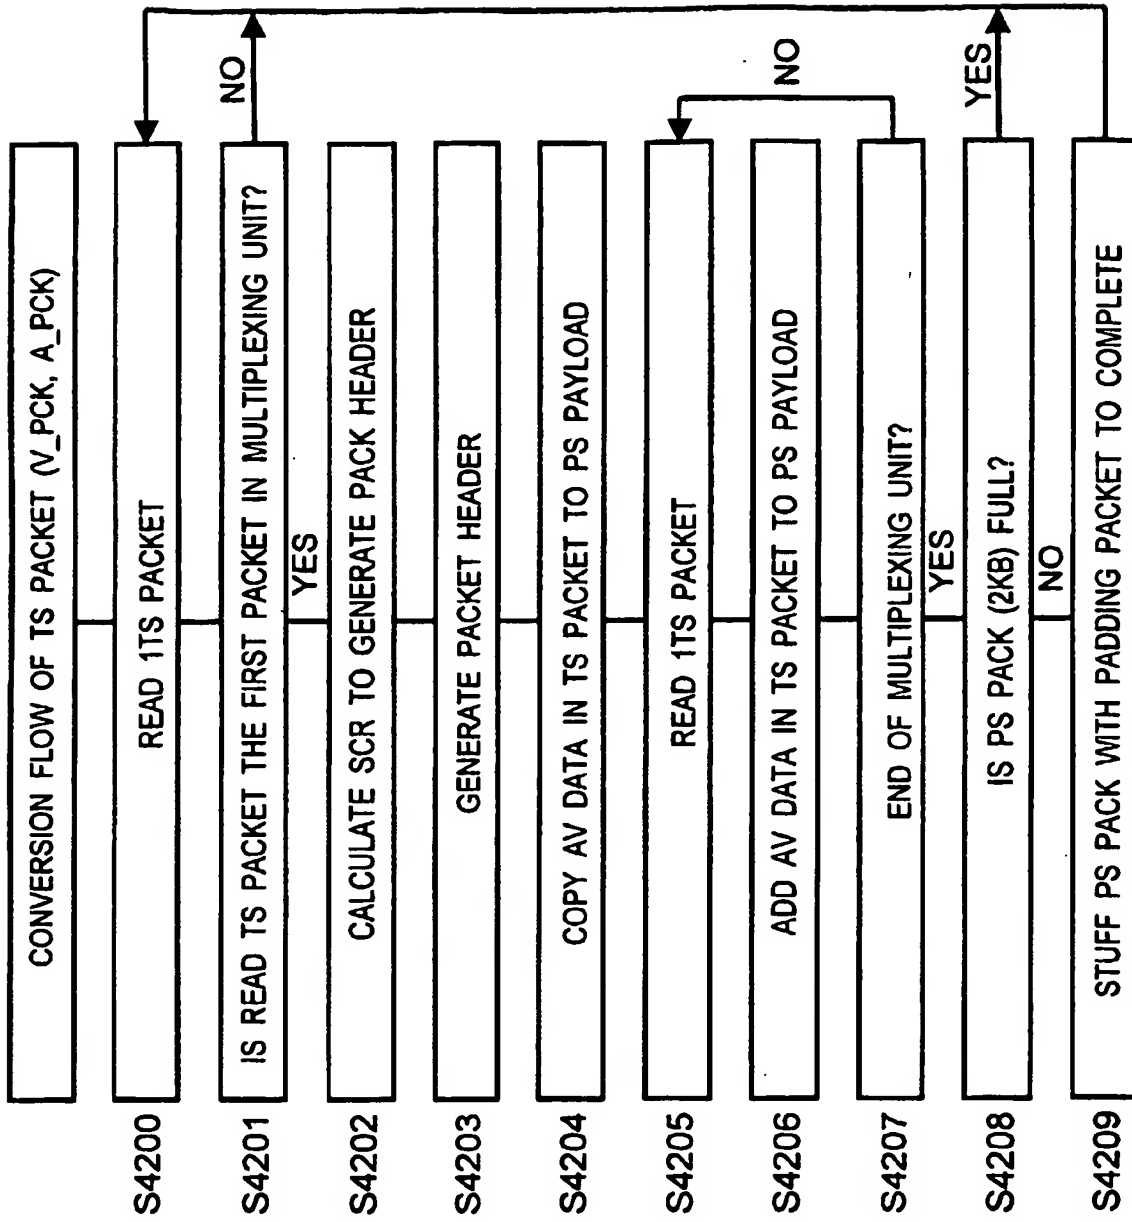 CONVERSION FLOW OF TS PACKET (V_PCK, A_PCK)
S4200
READ 1TS PACKET
S4201
IS READ TS PACKET THE FIRST PACKET IN MULTIPLEXING UNIT?
NO
YES
S4202
CALCULATE SCR TO GENERATE PACK HEADER
S4203
GENERATE PACKET HEADER
S4204
COPY AV DATA IN TS PACKET TO PS PAYLOAD
S4205
READ 1TS PACKET
S4206
ADD AV DATA IN TS PACKET TO PS PAYLOAD
NO
S4207
END OF MULTIPLEXING UNIT?
YES
S4208
IS PS PACK (2KB) FULL?
YES
NO
S4209
STUFF PS PACK WITH PADDING PACKET TO COMPLETE